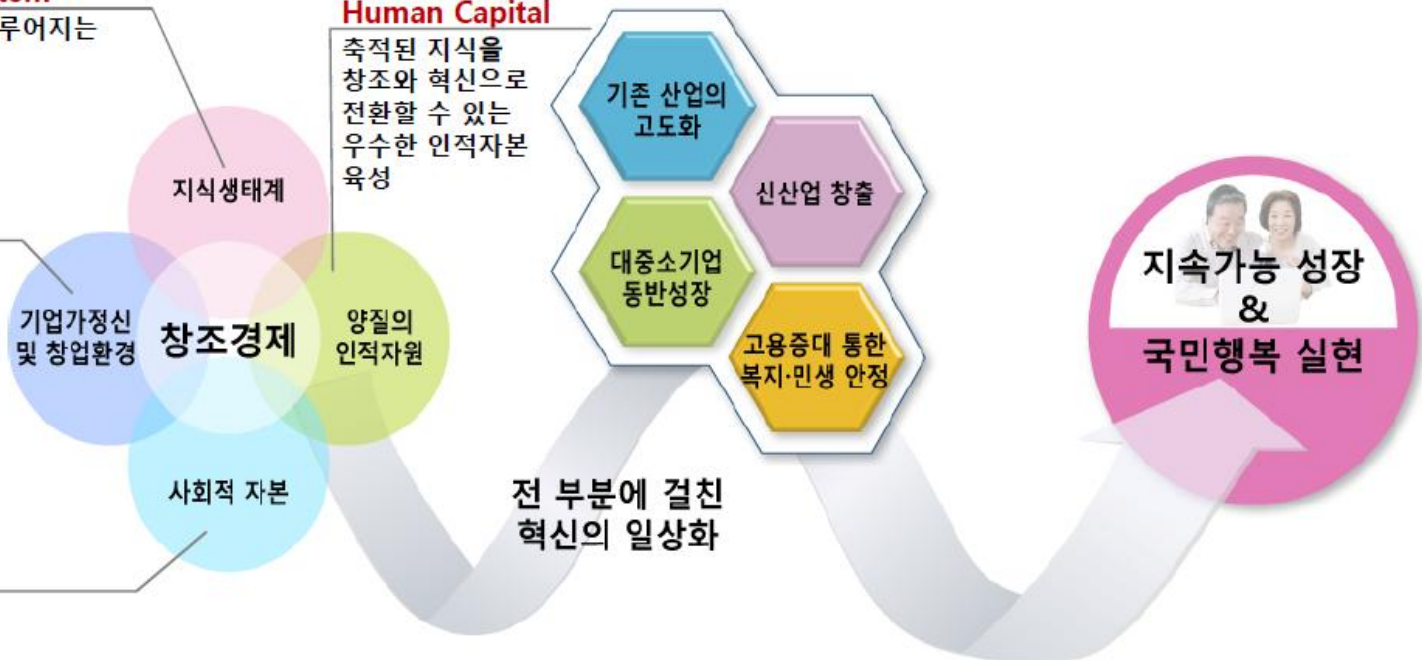 루어지는
Human Capital
축적된 지식을
창조와 혁신으로
전환할 수 있는
우수한 인적자본
육성
지식생태계
기업가정신
및 창업환경
창조경제
양질의
인적자원
사회적 자본
기존 산업의
고도화
신산업 창출
대중소기업
동반성장
고용증대 통한
복지·민생 안정
전 부분에 걸친
혁신의 일상화
지속가능 성장
&
국민행복 실현